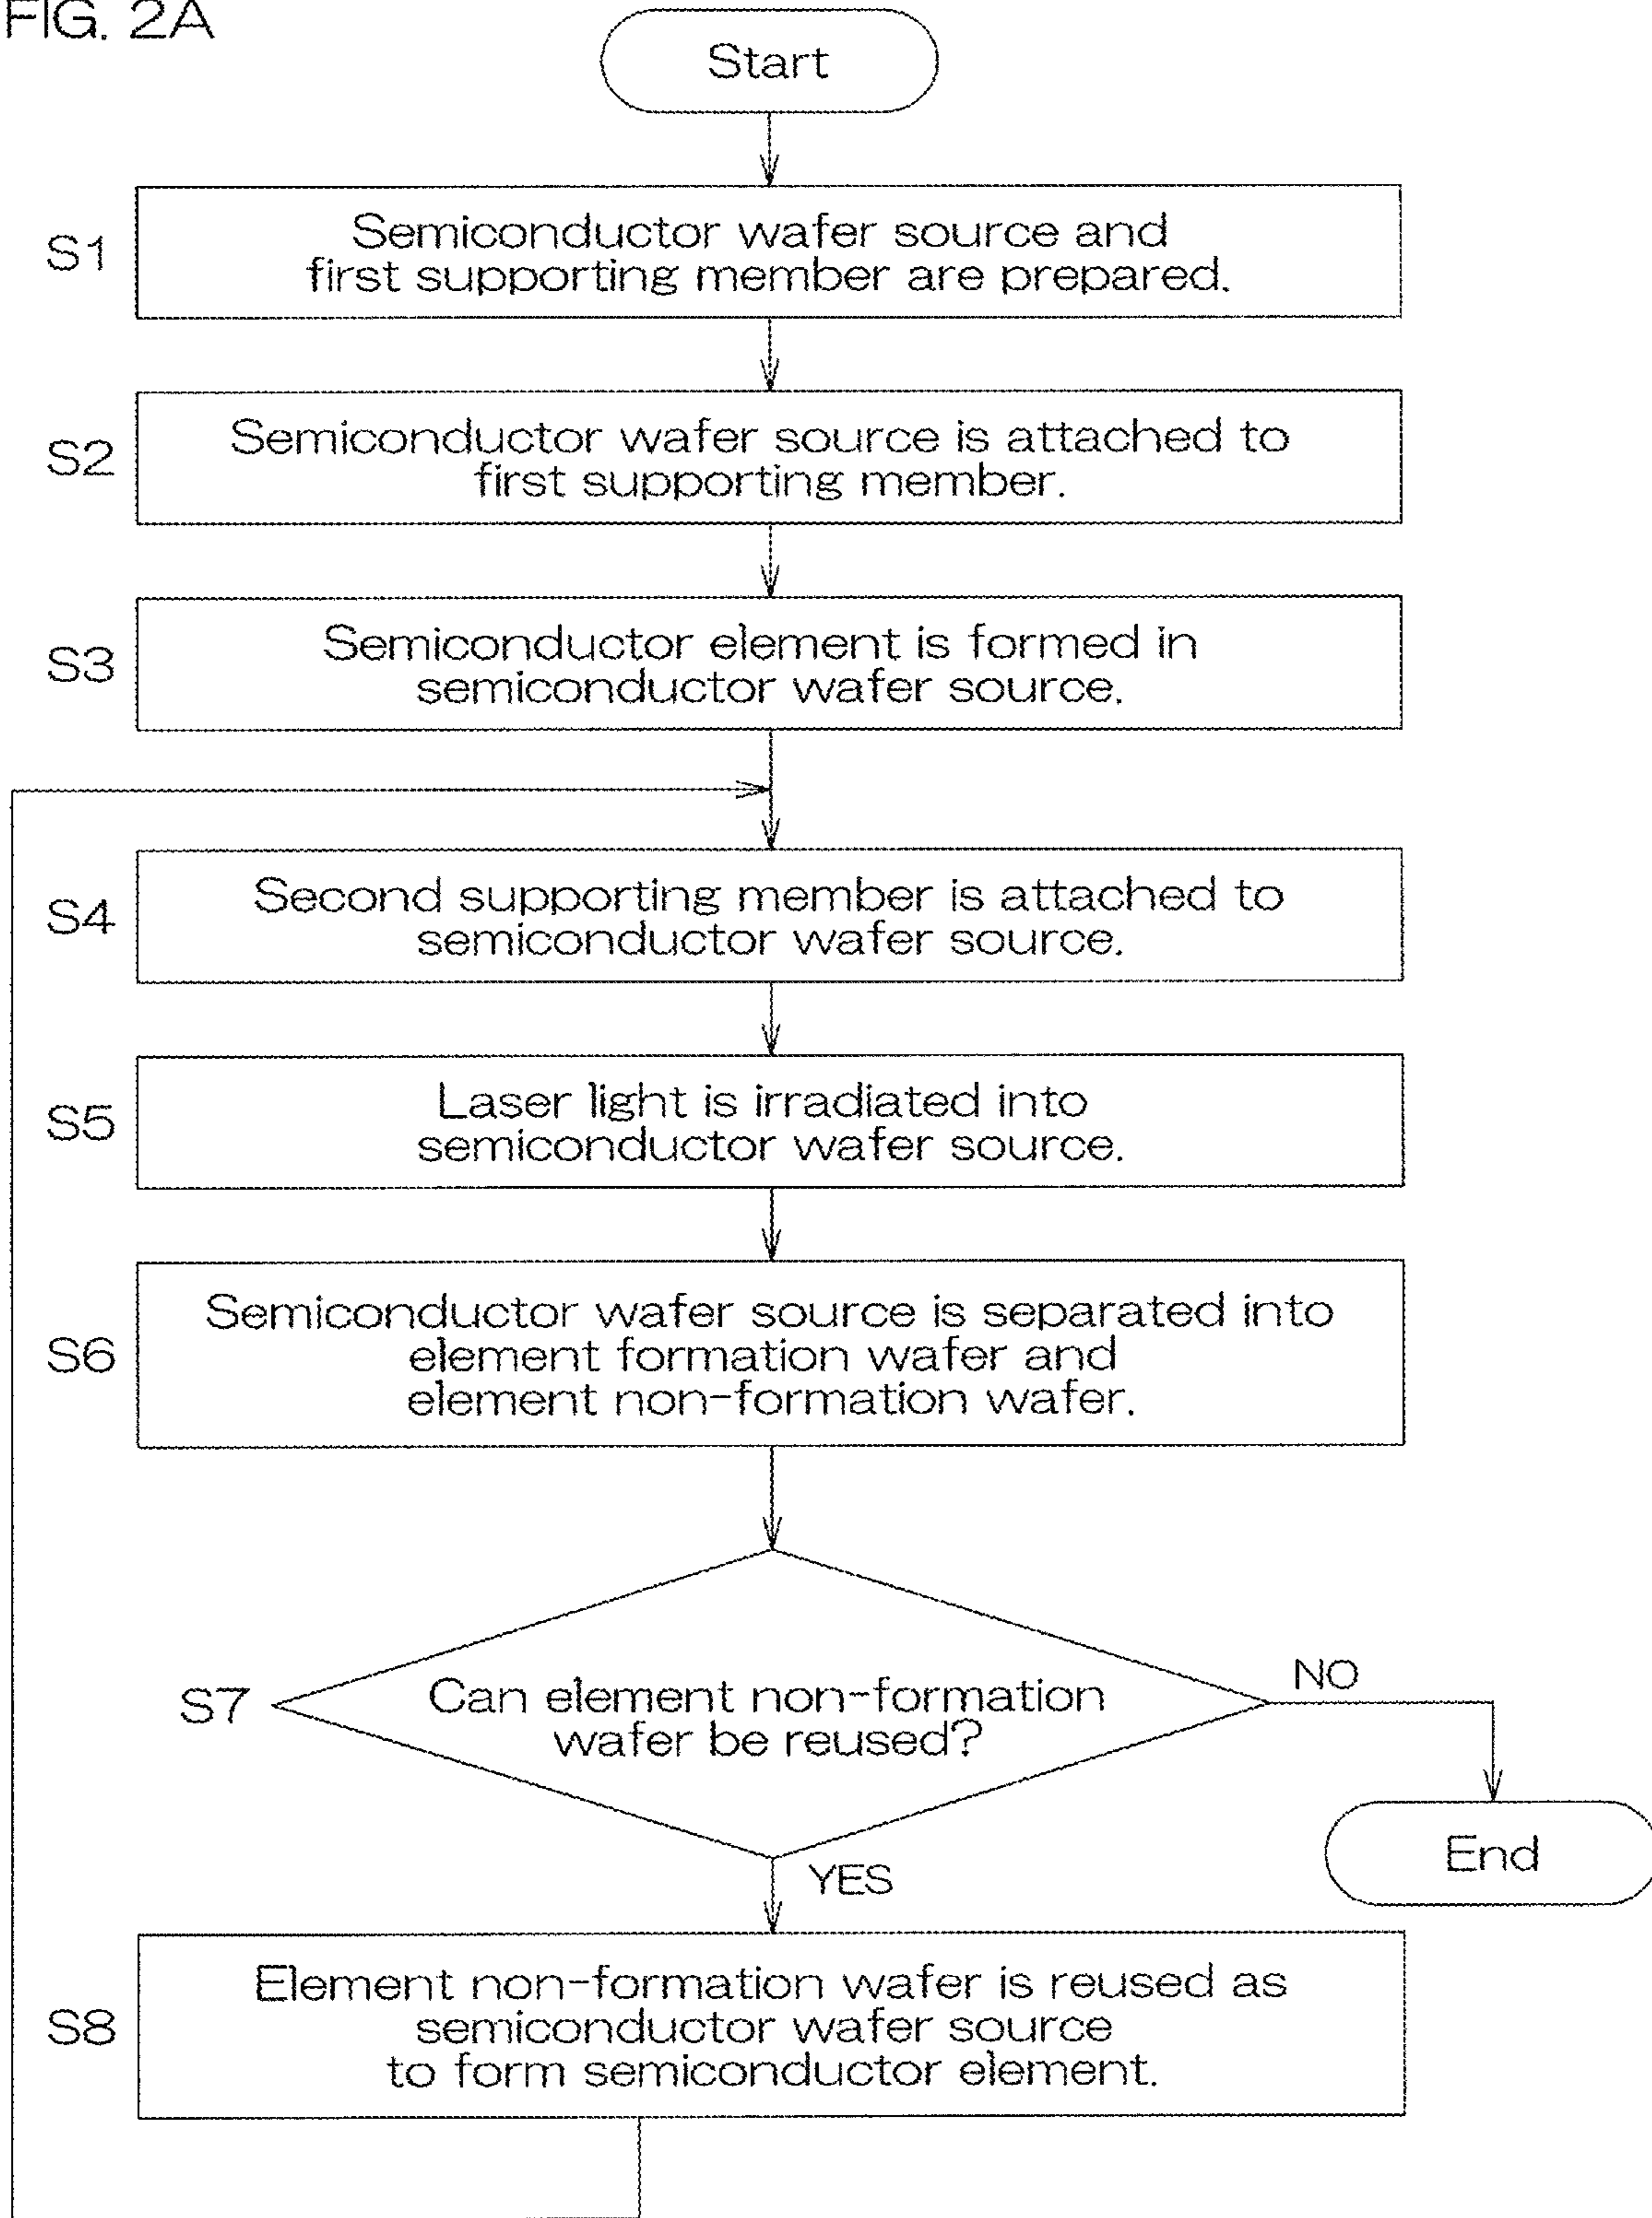 FIG. 2A
Start
S1
Semiconductor wafer source and
first supporting member are prepared.
S2
Semiconductor wafer source is attached to
first supporting member.
S3
Semiconductor element is formed in
semiconductor wafer source.
S4
Second supporting member is attached to
semiconductor wafer source.
S5
Laser light is irradiated into
semiconductor wafer source.
S6
Semiconductor wafer source is separated into
element formation wafer and
element non-formation wafer.
S7
Can element non-formation
wafer be reused?
NO
End
YES
S8
Element non-formation wafer is reused as
semiconductor wafer source
to form semiconductor element.